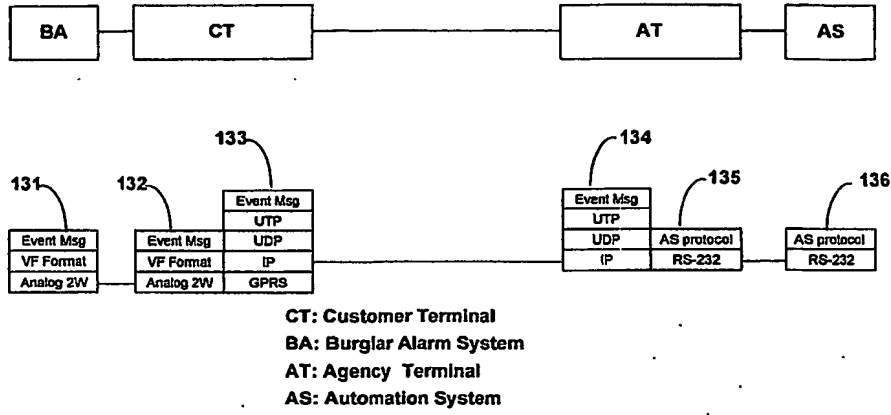 BA CT AT AS
133 134
131 132 135 136
Event Msg Event Msg
UTP UTP
Event Msg Event Msg UDP UDP AS protocol AS protocol
VF Format VF Format IP IP RS-232 RS-232
Analog 2W Analog 2W GPRS
CT: Customer Terminal
BA: Burglar Alarm System
AT: Agency Terminal
AS: Automation System